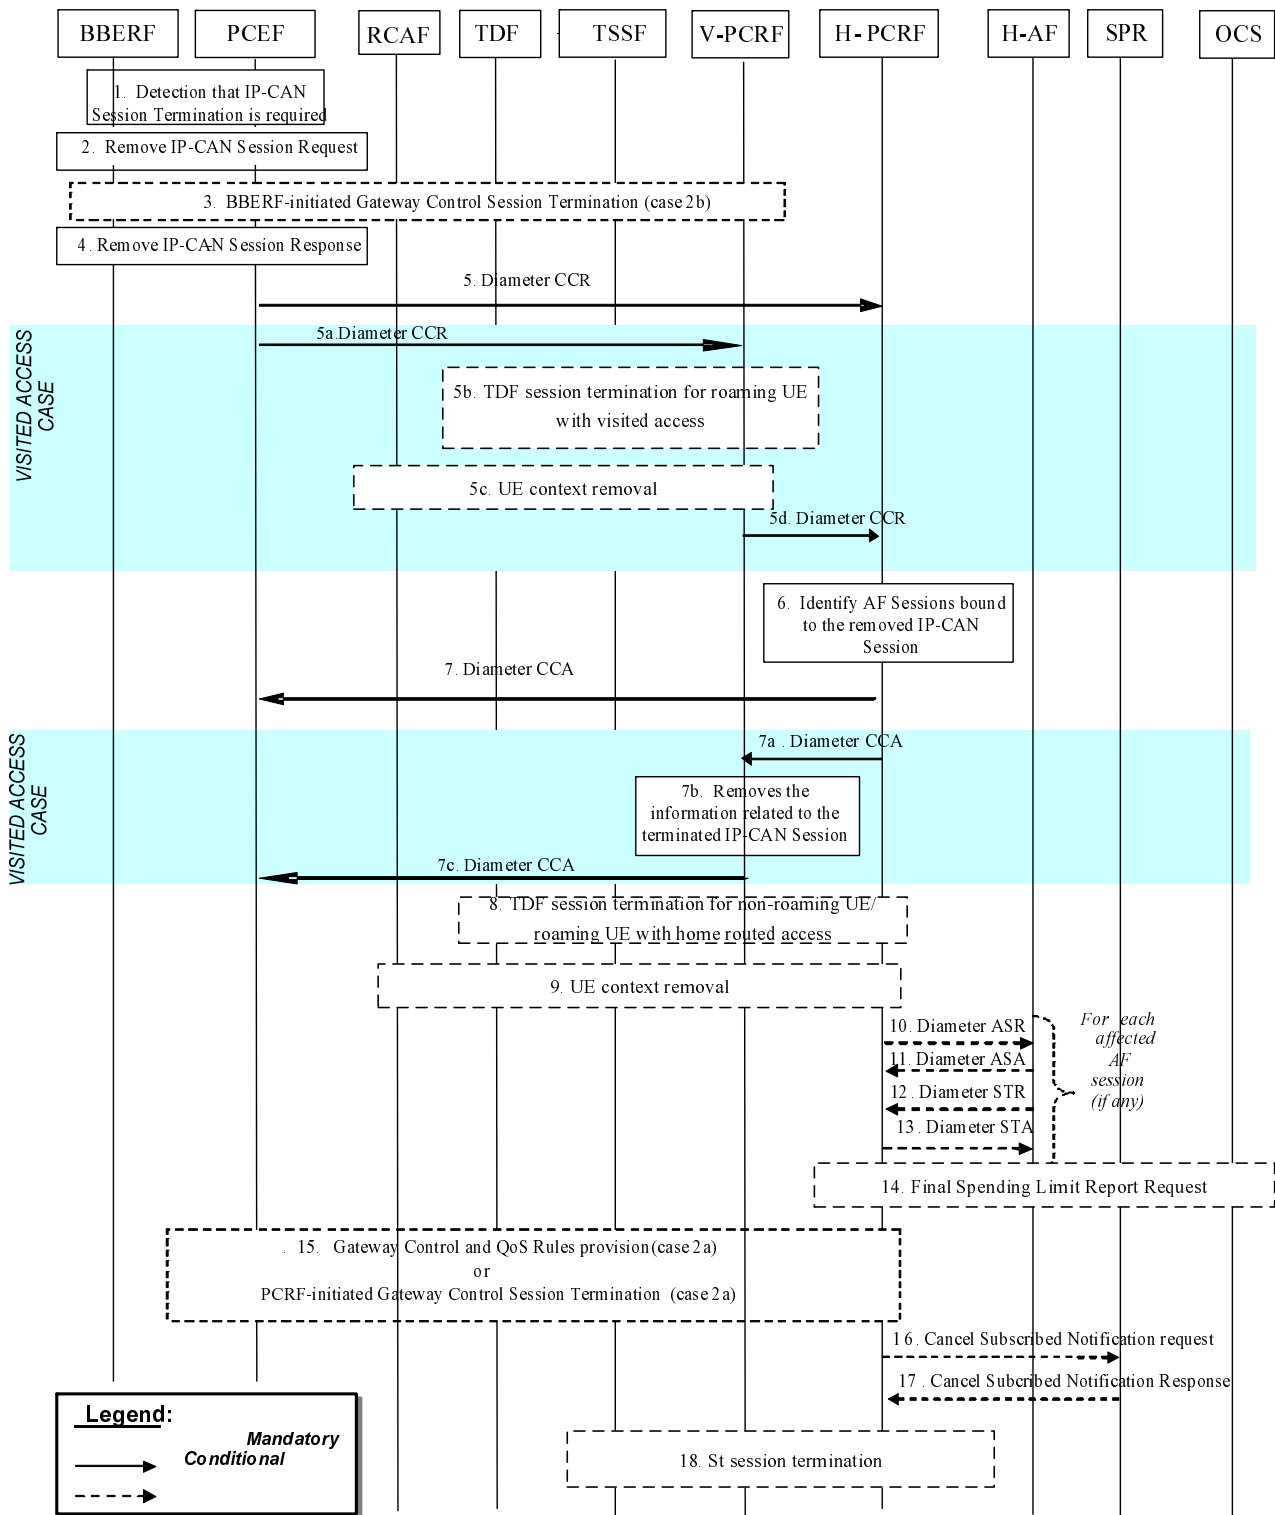 BBERF PCEF RCAF TDF TSSF V-PCRF H-PCRF H-AF SPR OCS
1. Detection that IP-CAN
Session Termination is required
2. Remove IP-CAN Session Request
3. BBERF-initiated Gateway Control Session Termination (case 2b)
4. Remove IP-CAN Session Response
5. Diameter CCR
VISITED ACCESS
CASE
5a.Diameter CCR
5b. TDF session termination for roaming UE
with visited access
5c. UE context removal
5d. Diameter CCR
6. Identify AF Sessions bound
to the removed IP-CAN
Session
7. Diameter CCA
VISITED ACCESS
CASE
7a . Diameter CCA
7b. Removes the
information related to the
terminated IP-CAN Session
7c. Diameter CCA
8. TDF session termination for non-roaming UE/
roaming UE with home routed access
9. UE context removal
10. Diameter ASR
11. Diameter ASA
12. Diameter STR
13. Diameter STA
For each
affected
AF
session
(if any)
14. Final Spending Limit Report Request
. 15. Gateway Control and QoS Rules provision (case 2a)
or
PCRF-initiated Gateway Control Session Termination (case 2a)
16. Cancel Subscribed Notification request
17 . Cancel Subcribed Notification Response
18. St session termination
Legend:
Mandatory
Conditional